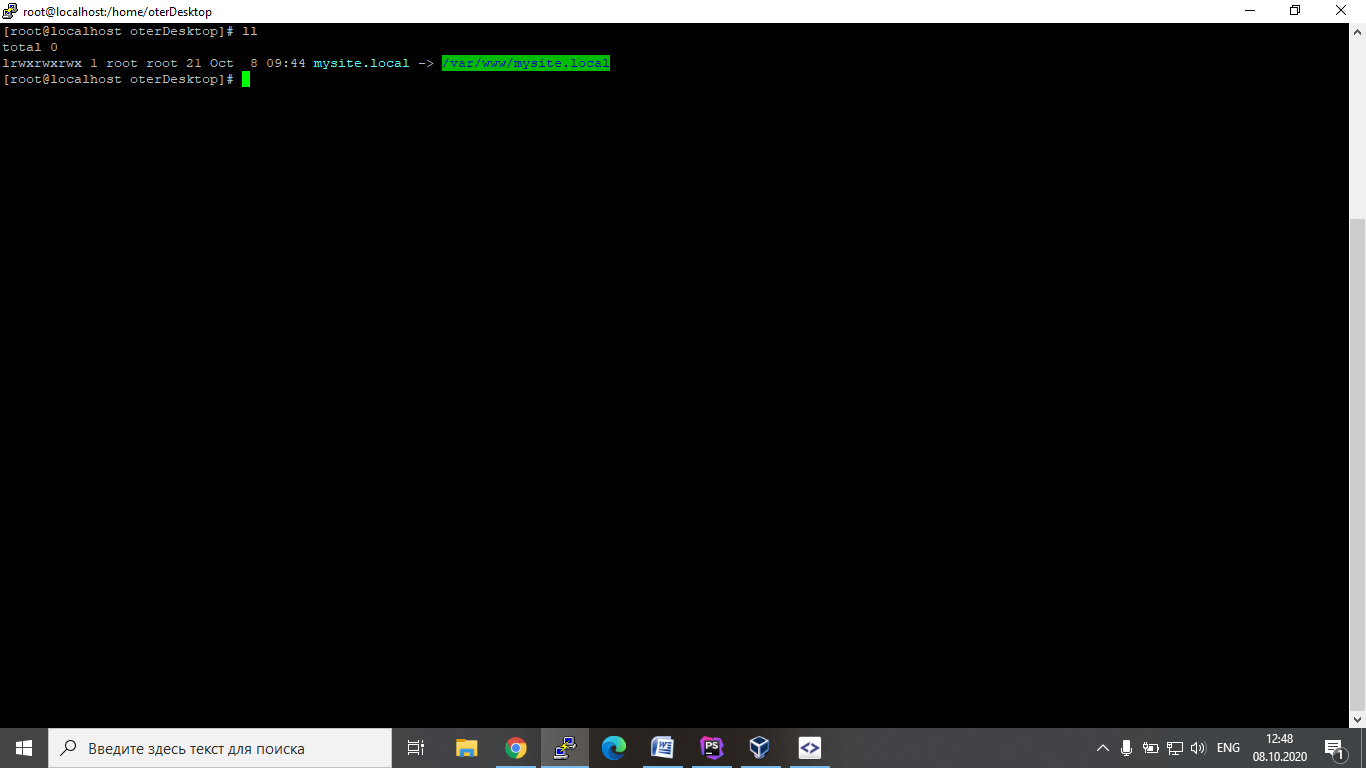 root@localhost:/home/oterDesktop
[root@localhost oterDesktop]# ll
total 0
lrwxrwxrwx 1 root root 21 Oct  8 09:44 mysite.local -> /var/www/mysite.local
[root@localhost oterDesktop]#
Введите здесь текст для поиска
W
PS
ENG
12:48
08.10.2020
1